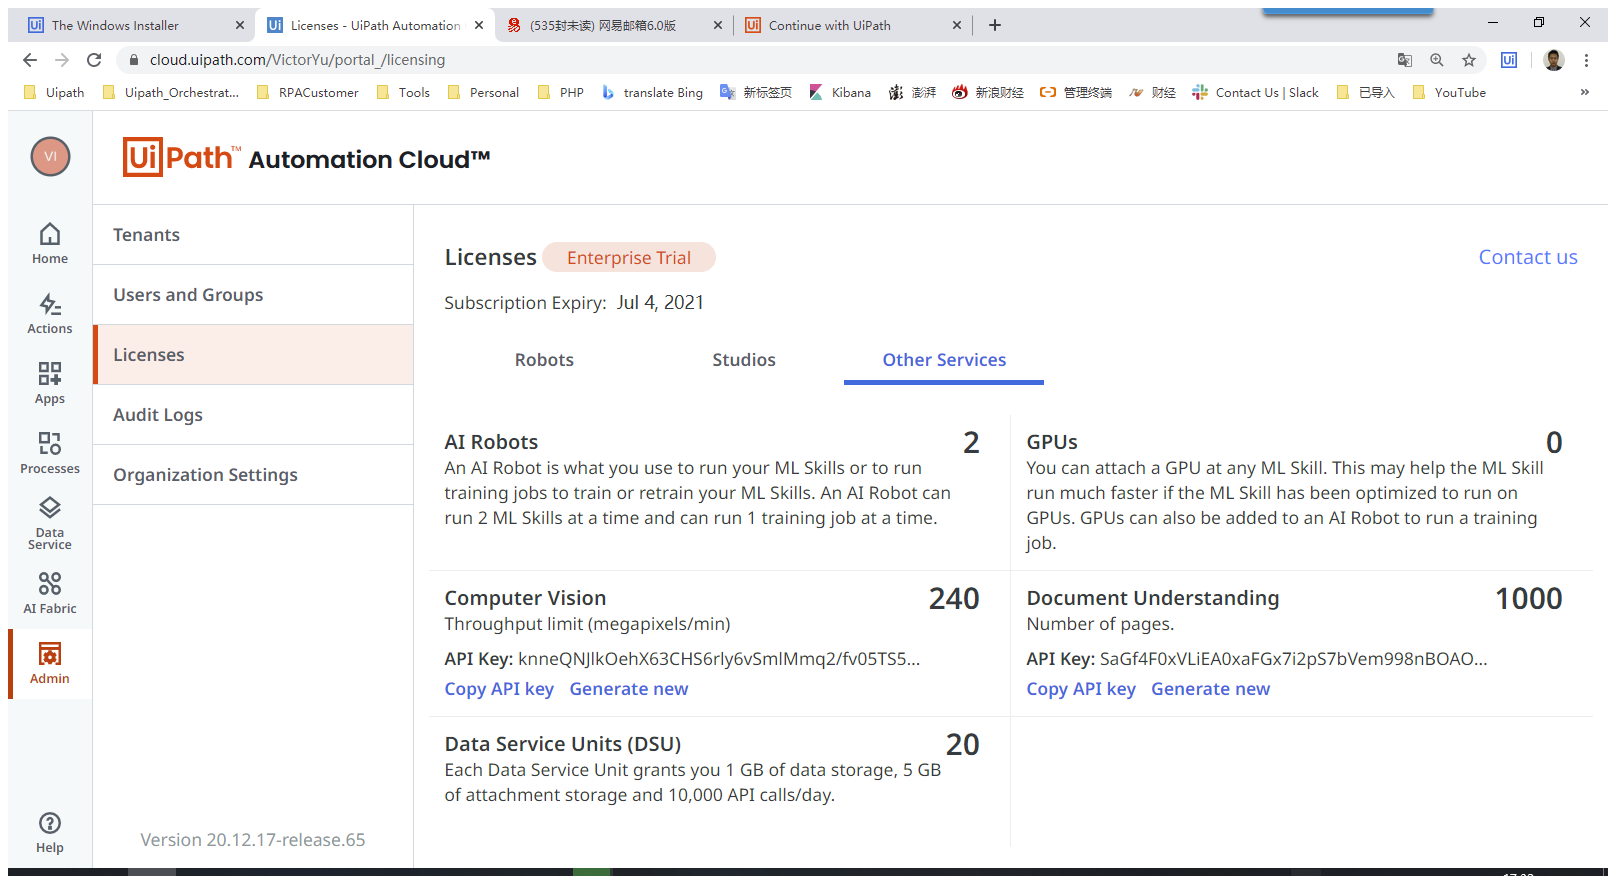 The Windows Installer
Licenses - UiPath Automation
(535封未读) 网易邮箱6.0版
Continue with UiPath
cloud.uipath.com/VictorYu/portal_/licensing
Uipath
Uipath_Orchestrat...
RPACustomer
Tools
Personal
PHP
translate Bing
新标签页
Kibana
澎湃
新浪财经
管理终端
财经
Contact Us | Slack
已导入
YouTube
VI
UiPath™ Automation Cloud™
Home
Actions
Apps
Processes
Data
Service
AI Fabric
Admin
Help
Tenants
Users and Groups
Licenses
Audit Logs
Organization Settings
Version 20.12.17-release.65
Licenses Enterprise Trial
Contact us
Subscription Expiry: Jul 4, 2021
Robots
Studios
Other Services
AI Robots 2
An AI Robot is what you use to run your ML Skills or to run
training jobs to train or retrain your ML Skills. An AI Robot can
run 2 ML Skills at a time and can run 1 training job at a time.
GPUs 0
You can attach a GPU at any ML Skill. This may help the ML Skill
run much faster if the ML Skill has been optimized to run on
GPUs. GPUs can also be added to an AI Robot to run a training
job.
Computer Vision 240
Throughput limit (megapixels/min)
API Key: knneQNJlkOehX63CHS6rly6vSmlMmq2/fv05TS5...
Copy API key Generate new
Document Understanding 1000
Number of pages.
API Key: SaGf4F0xVLiEA0xaFGx7i2pS7bVem998nBOAO...
Copy API key Generate new
Data Service Units (DSU) 20
Each Data Service Unit grants you 1 GB of data storage, 5 GB
of attachment storage and 10,000 API calls/day.